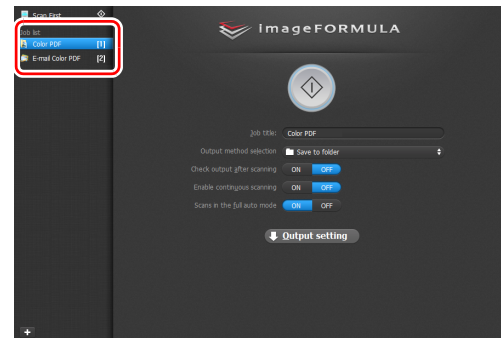 Scan First
Job list
Color PDF [1]
E-mail Color PDF [2]
imageFORMULA
Job title: Color PDF
Output method selection Save to folder
Check output after scanning ON OFF
Enable continuous scanning ON OFF
Scans in the full auto mode ON OFF
Output setting
+